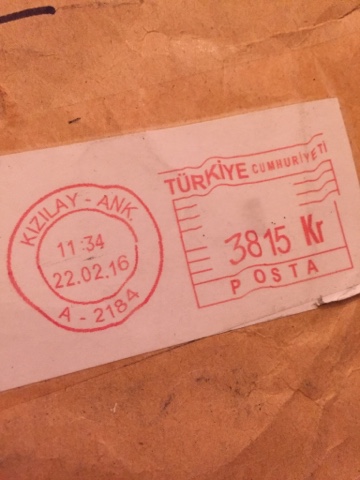 KIZILAY - ANK.
11:34
22.02.16
A - 2184
TÜRKİYE CUMHURİYETİ
3815 Kr
POSTA